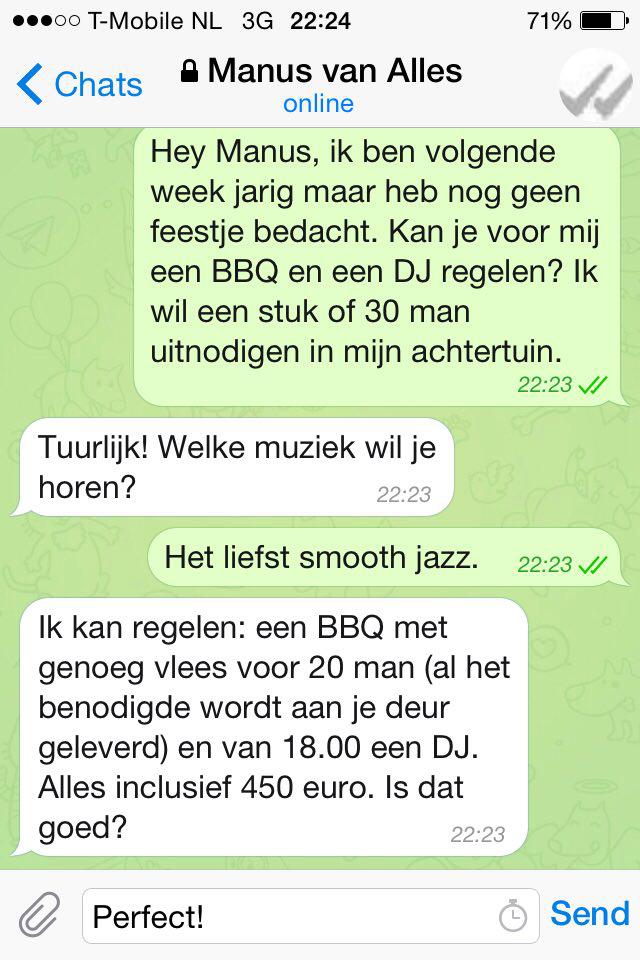 T-Mobile NL 3G 22:24 71%
Chats
Manus van Alles
online
Hey Manus, ik ben volgende
week jarig maar heb nog geen
feestje bedacht. Kan je voor mij
een BBQ en een DJ regelen? Ik
wil een stuk of 30 man
uitnodigen in mijn achtertuin.
22:23
Tuurlijk! Welke muziek wil je
horen?
22:23
Het liefst smooth jazz.
22:23
Ik kan regelen: een BBQ met
genoeg vlees voor 20 man (al het
benodigde wordt aan je deur
geleverd) en van 18.00 een DJ.
Alles inclusief 450 euro. Is dat
goed?
22:23
Perfect!
Send